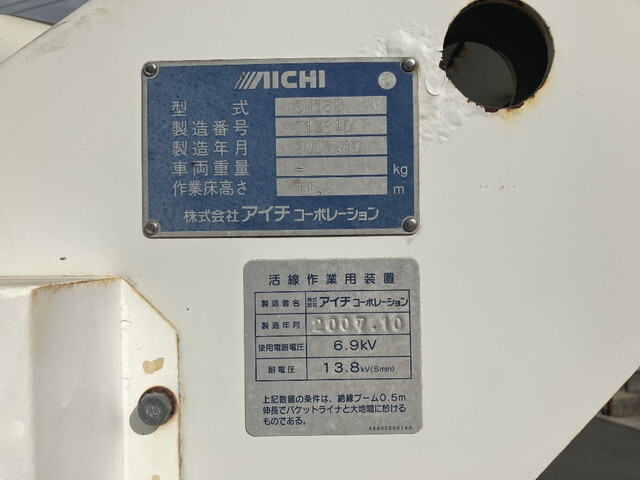 AICHI
型式
製造番号
製造年月 2007.10
車両重量 - kg
作業床高さ m
株式会社 アイチ コーポレーション
活線作業用装置
製造者名 株式会社 アイチ コーポレーション
製造年月 2007.10
使用電路電圧 6.9kV
耐電圧 13.8kV(5min)
上記数値の条件は、絶縁ブーム0.5m
伸長でバケットライナと大地間に於ける
ものである。